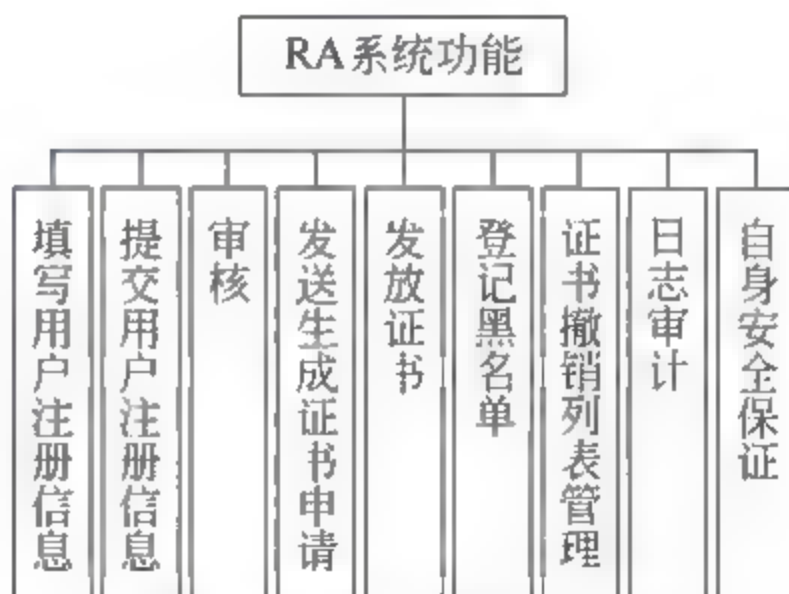 RA系统功能
填写用户注册信息
提交用户注册信息
审核
发送生成证书申请
发放证书
登记黑名单
证书撤销列表管理
日志审计
自身安全保证